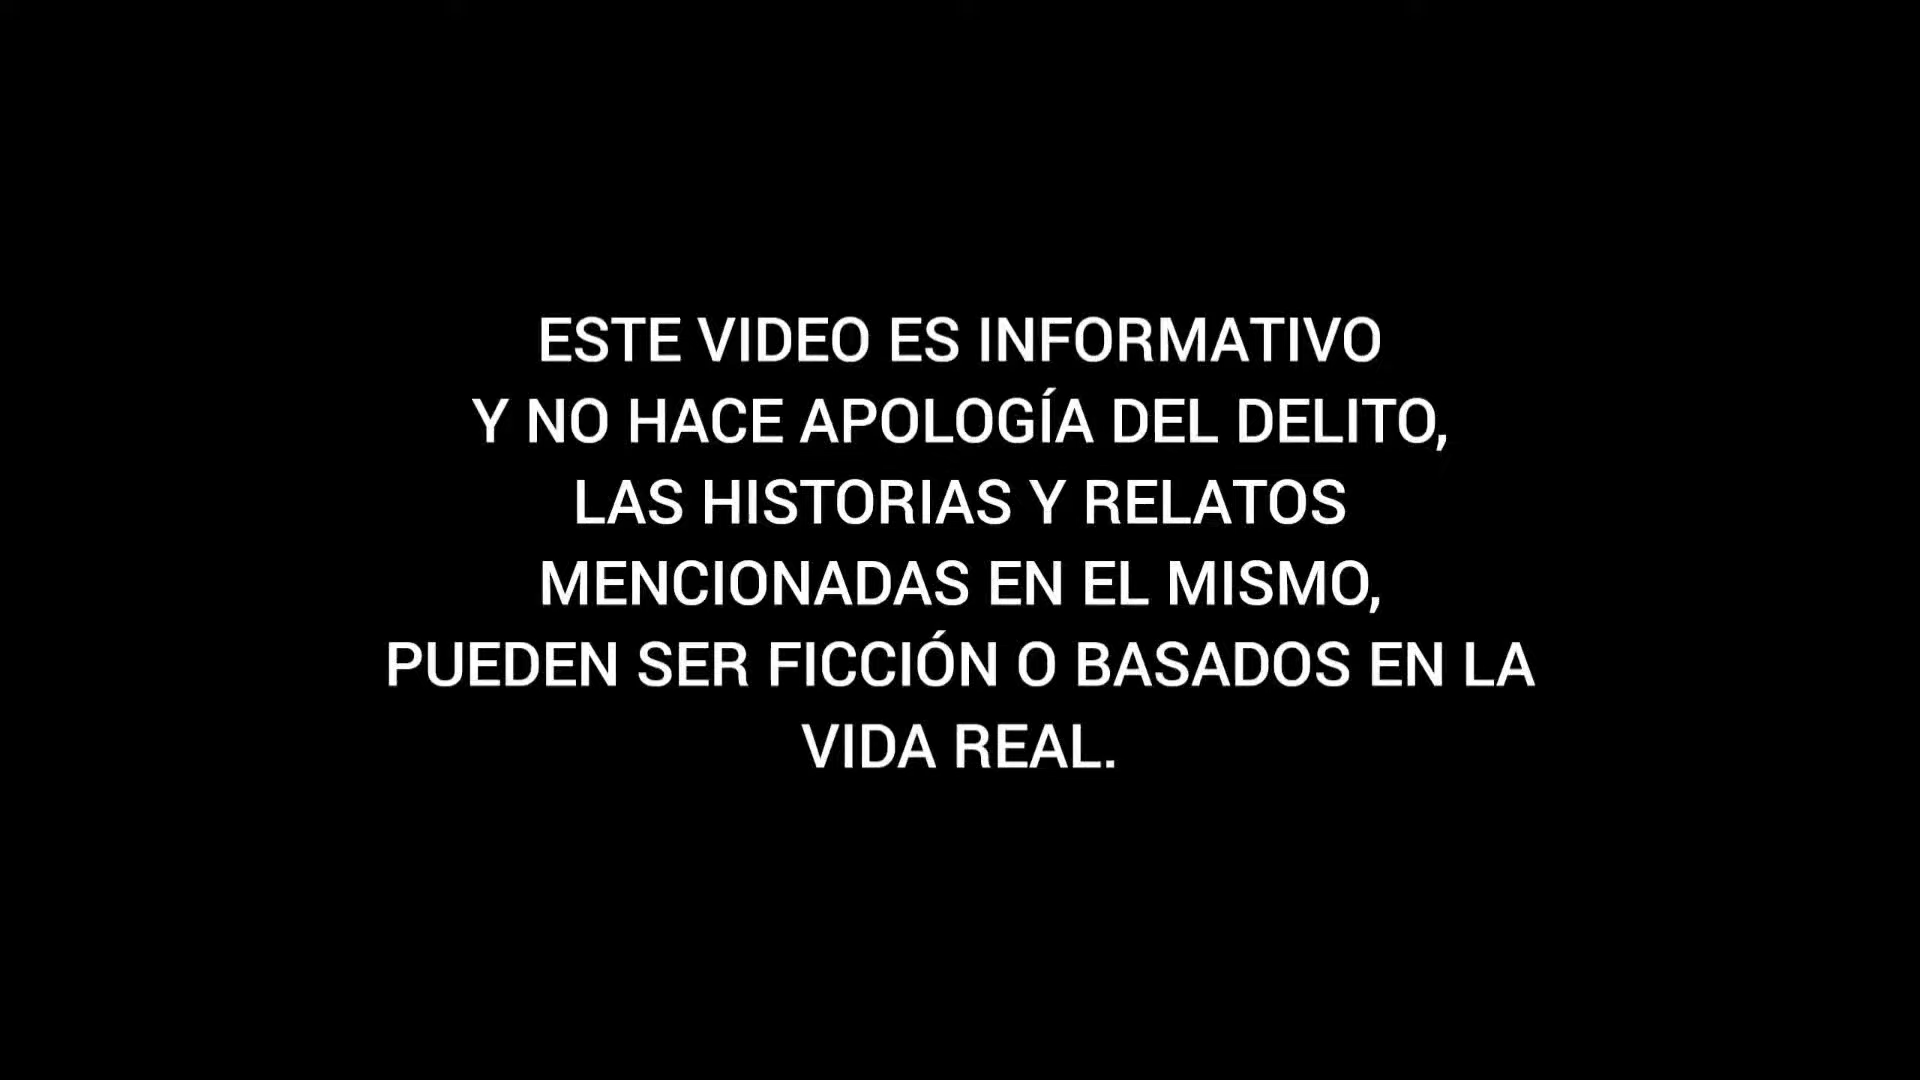 ESTE VIDEO ES INFORMATIVO
Y NO HACE APOLOGÍA DEL DELITO,
LAS HISTORIAS Y RELATOS
MENCIONADAS EN EL MISMO,
PUEDEN SER FICCIÓN O BASADOS EN LA
VIDA REAL.